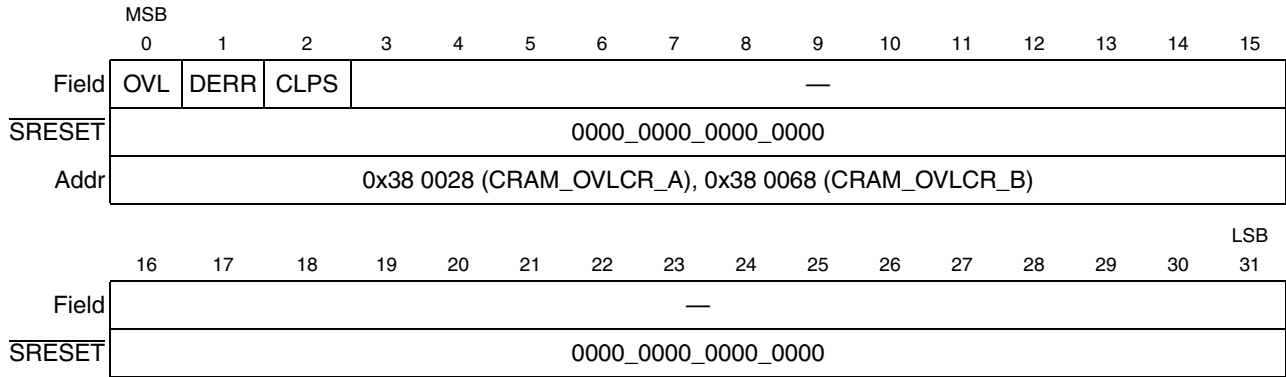 MSB
0 1 2 3 4 5 6 7 8 9 10 11 12 13 14 15
Field OVL DERR CLPS —
SRESET 0000_0000_0000_0000
Addr 0x38 0028 (CRAM_OVLCR_A), 0x38 0068 (CRAM_OVLCR_B)
LSB
16 17 18 19 20 21 22 23 24 25 26 27 28 29 30 31
Field —
SRESET 0000_0000_0000_0000